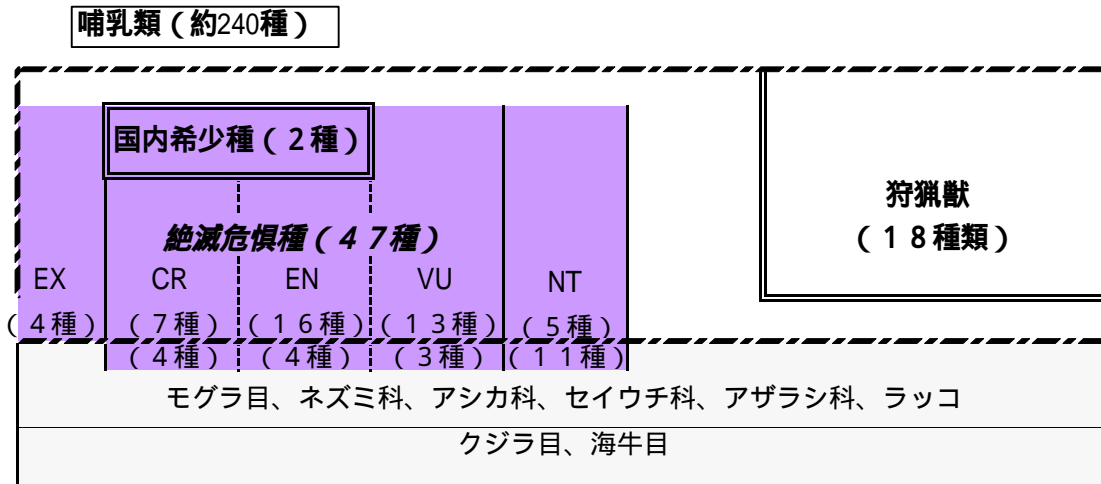 哺乳類（約240種）
国内希少種（２種）
狩猟獣
（１８種類）
絶滅危惧種（４７種）
EX CR EN VU NT
（４種）（７種）（１６種）（１３種）（５種）
（４種）（４種）（３種）（１１種）
モグラ目、ネズミ科、アシカ科、セイウチ科、アザラシ科、ラッコ
クジラ目、海牛目